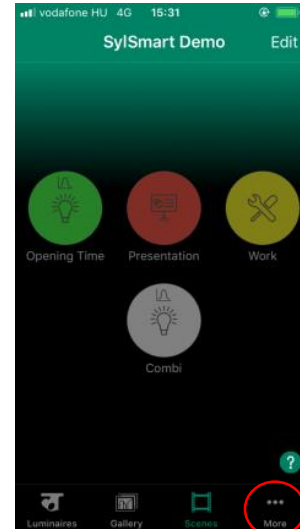 vodafone HU 4G 15:31
SylSmart Demo Edit
Opening Time Presentation Work
Combi
?
Luminaires Gallery Scenes More